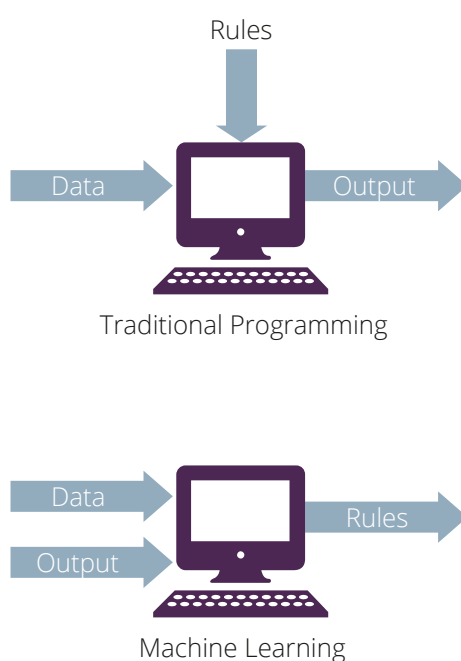 Rules
Data
Output
Traditional Programming
Data
Rules
Output
Machine Learning